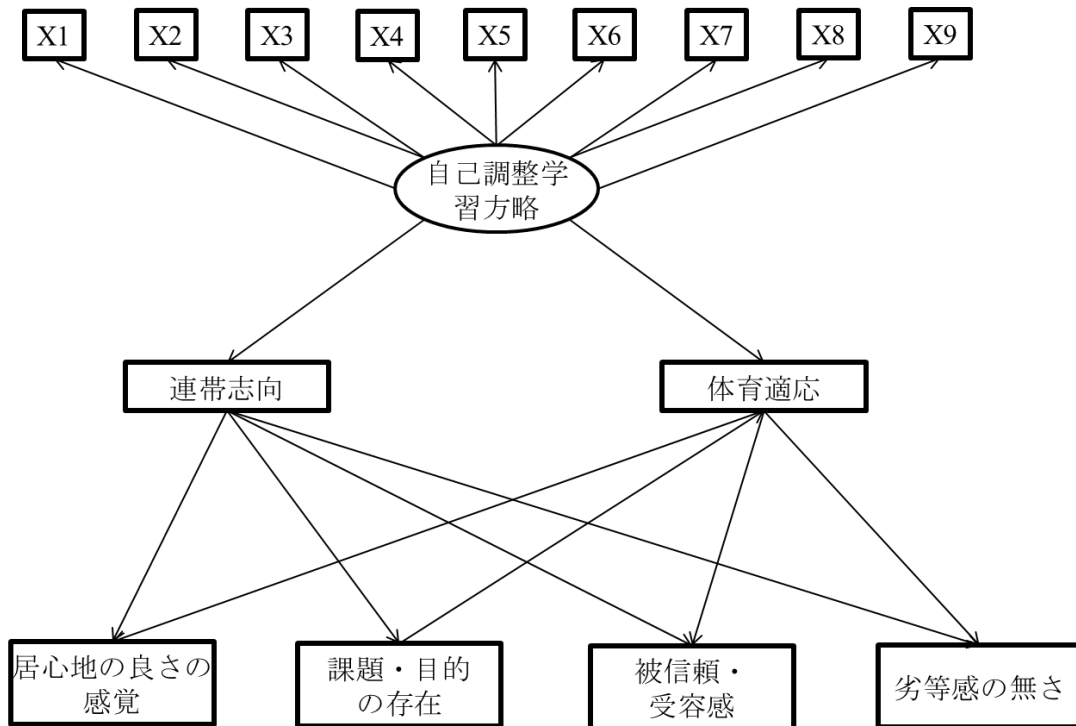 X1
X2
X3
X4
X5
X6
X7
X8
X9
自己調整学
習方略
連帯志向
体育適応
居心地の良さの
感覚
課題・目的
の存在
被信頼・
受容感
劣等感の無さ